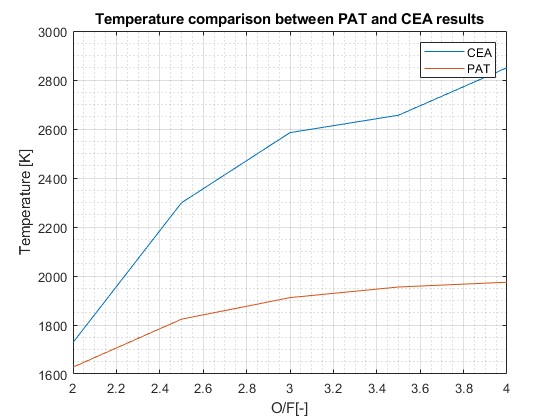 Temperature comparison between PAT and CEA results
CEA
PAT
3000
2800
2600
2400
2200
2000
1800
1600
Temperature [K]
2 2.2 2.4 2.6 2.8 3 3.2 3.4 3.6 3.8 4
O/F[-]